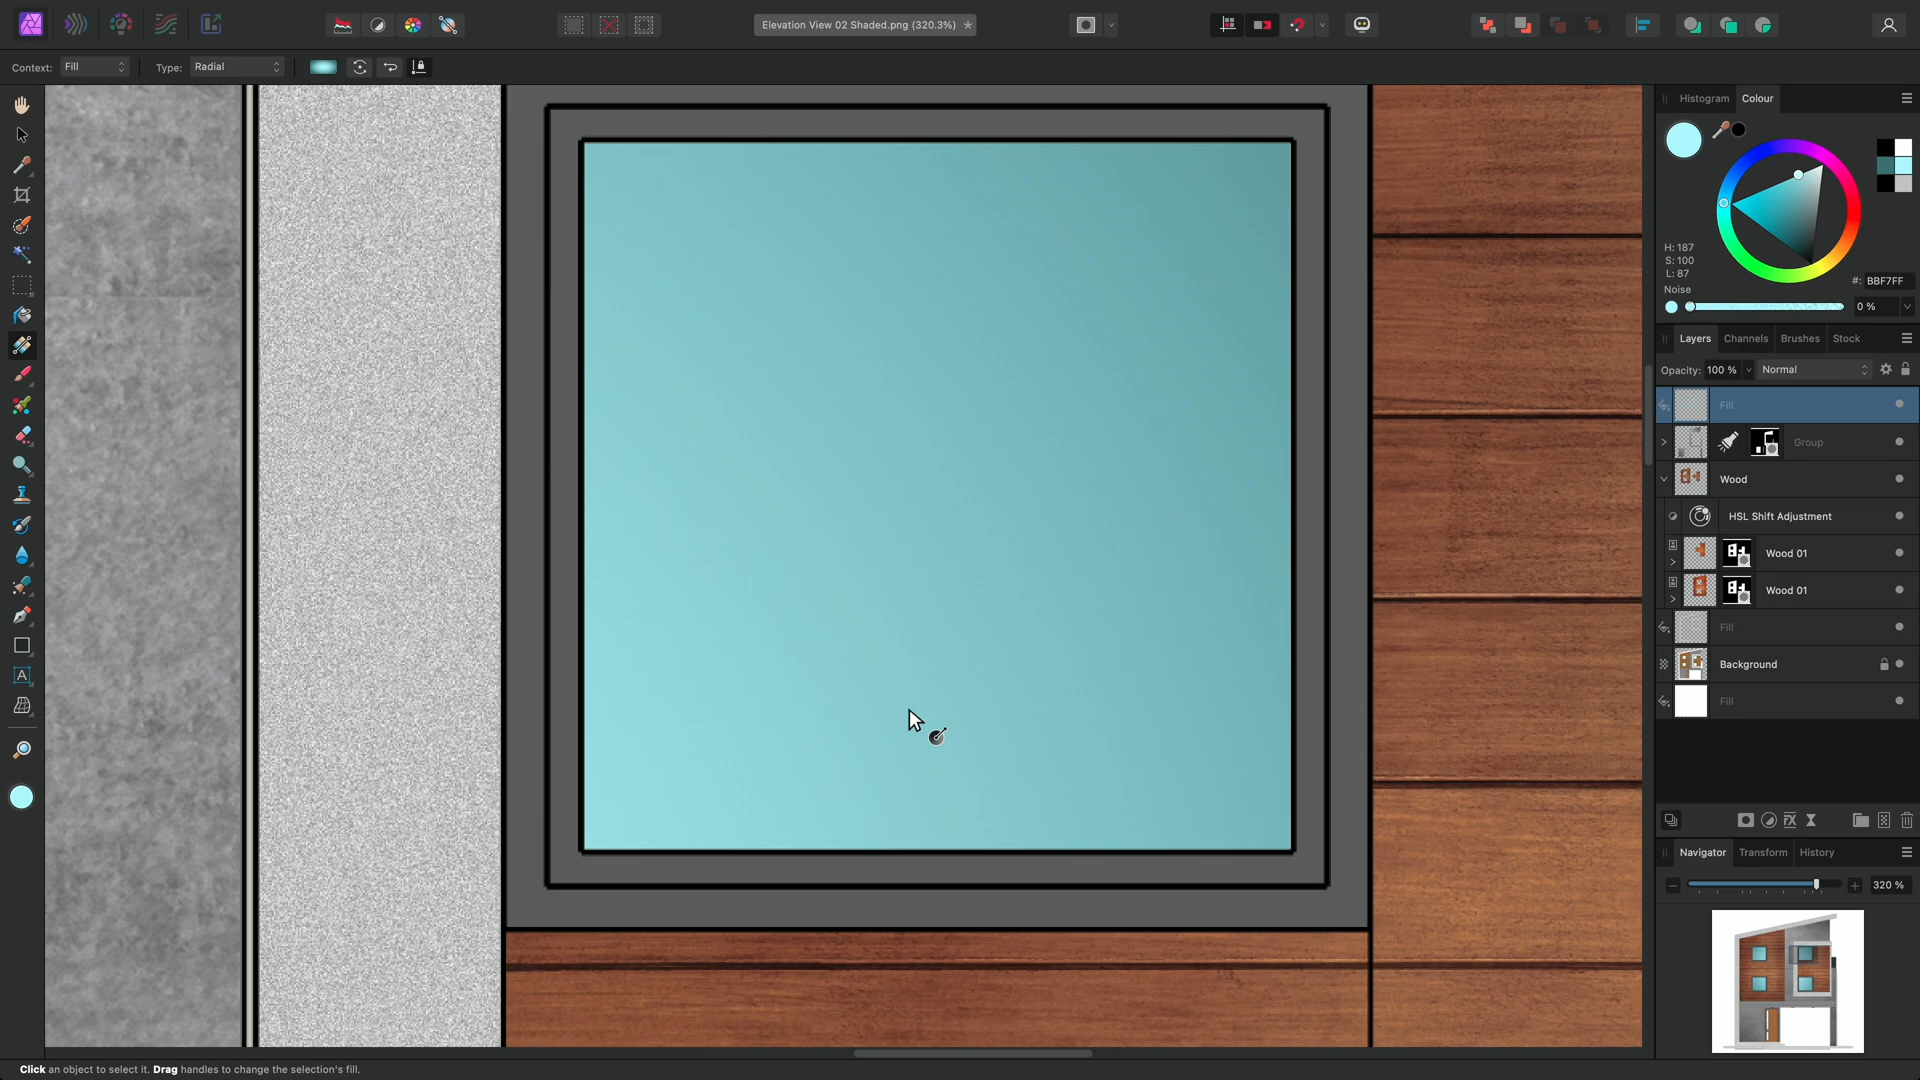 Elevation View 02 Shaded.png (320.3%) *
Context: Fill Type: Radial
Histogram Colour
H: 187
S: 100
L: 87
#: BBF7FF
Noise
0 %
Layers Channels Brushes Stock
Opacity: 100 % Normal
Fill
Group
Wood
HSL Shift Adjustment
Wood 01
Wood 01
Fill
Background
Fill
FX
Navigator Transform History
320 %
A
Click an object to select it. Drag handles to change the selection's fill.